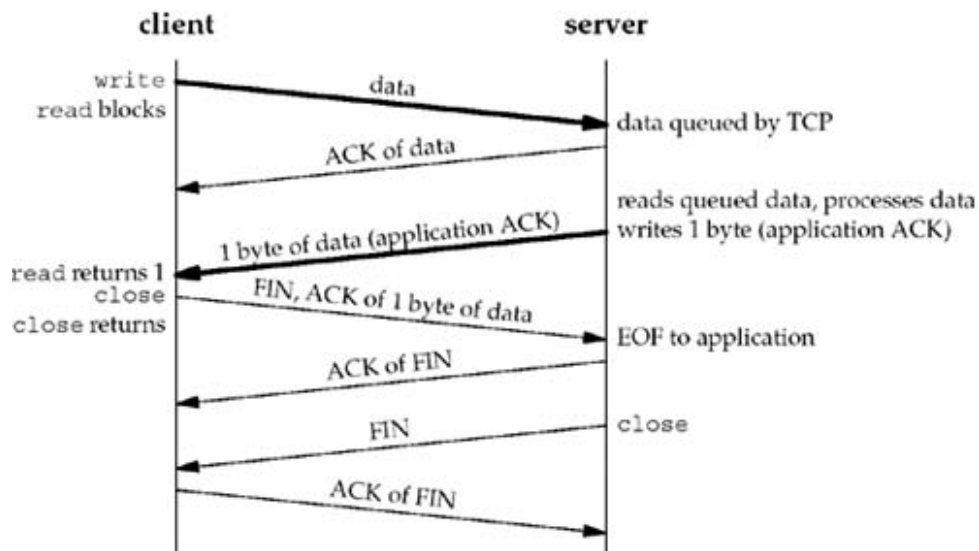 client
server
write
data
read blocks
data queued by TCP
ACK of data
reads queued data, processes data
1 byte of data (application ACK)
writes 1 byte (application ACK)
read returns 1
close
FIN, ACK of 1 byte of data
close returns
EOF to application
ACK of FIN
FIN
close
ACK of FIN